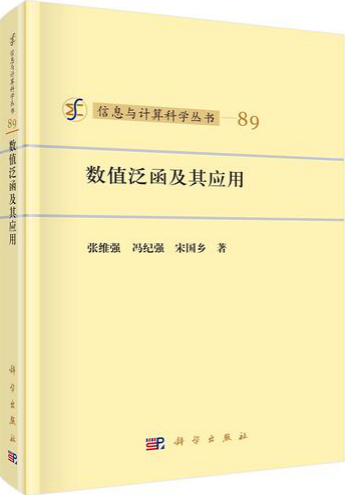 信息与计算科学丛书—89
数值泛函及其应用
张维强 冯纪强 宋国乡 著
科学出版社
信息与计算科学丛书
89
数值泛函及其应用
科学出版社